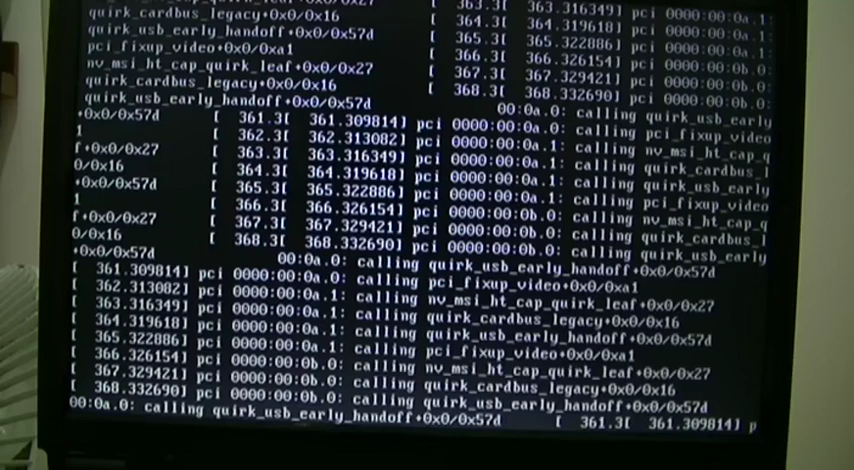 [ 363.3[ 363.316349] pci 0000:00:0a.1:
quirk_cardbus_legacy+0x0/0x16 [ 364.3[ 364.319618] pci 0000:00:0a.1:
quirk_usb_early_handoff+0x0/0x57d [ 365.3[ 365.322886] pci 0000:00:0a.1:
pci_fixup_video+0x0/0xa1 [ 366.3[ 366.326154] pci 0000:00:0b.0:
nv_msi_ht_cap_quirk_leaf+0x0/0x27 [ 367.3[ 367.329421] pci 0000:00:0b.0:
quirk_cardbus_legacy+0x0/0x16 [ 368.3[ 368.332690] pci 0000:00:0b.0:
quirk_usb_early_handoff+0x0/0x57d 00:0a.0: calling quirk_usb_early
+0x0/0x57d [ 361.3[ 361.309814] pci 0000:00:0a.0: calling pci_fixup_video
1 [ 362.3[ 362.313082] pci 0000:00:0a.1: calling nv_msi_ht_cap_q
f+0x0/0x27 [ 363.3[ 363.316349] pci 0000:00:0a.1: calling quirk_cardbus_l
0/0x16 [ 364.3[ 364.319618] pci 0000:00:0a.1: calling quirk_usb_early
+0x0/0x57d [ 365.3[ 365.322886] pci 0000:00:0a.1: calling pci_fixup_video
1 [ 366.3[ 366.326154] pci 0000:00:0b.0: calling nv_msi_ht_cap_q
f+0x0/0x27 [ 367.3[ 367.329421] pci 0000:00:0b.0: calling quirk_cardbus_l
0/0x16 [ 368.3[ 368.332690] pci 0000:00:0b.0: calling quirk_usb_early
+0x0/0x57d 00:0a.0: calling quirk_usb_early_handoff+0x0/0x57d
[ 361.309814] pci 0000:00:0a.0: calling pci_fixup_video+0x0/0xa1
[ 362.313082] pci 0000:00:0a.1: calling nv_msi_ht_cap_quirk_leaf+0x0/0x27
[ 363.316349] pci 0000:00:0a.1: calling quirk_cardbus_legacy+0x0/0x16
[ 364.319618] pci 0000:00:0a.1: calling quirk_usb_early_handoff+0x0/0x57d
[ 365.322886] pci 0000:00:0a.1: calling pci_fixup_video+0x0/0xa1
[ 366.326154] pci 0000:00:0b.0: calling nv_msi_ht_cap_quirk_leaf+0x0/0x27
[ 367.329421] pci 0000:00:0b.0: calling quirk_cardbus_legacy+0x0/0x16
[ 368.332690] pci 0000:00:0b.0: calling quirk_usb_early_handoff+0x0/0x57d
00:0a.0: calling quirk_usb_early_handoff+0x0/0x57d [ 361.3[ 361.309814] p